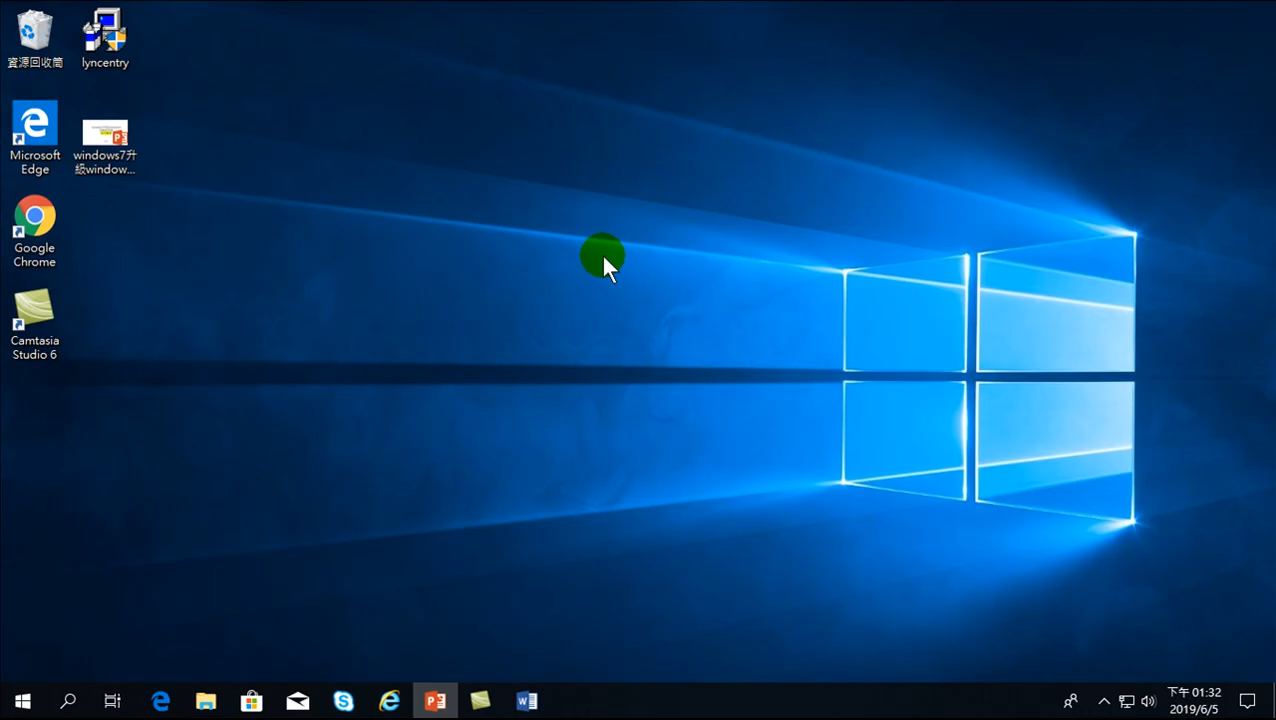 資源回收筒
lyncentry
Microsoft
Edge
windows7升
級window...
Google
Chrome
Camtasia
Studio 6
下午 01:32
2019/6/5